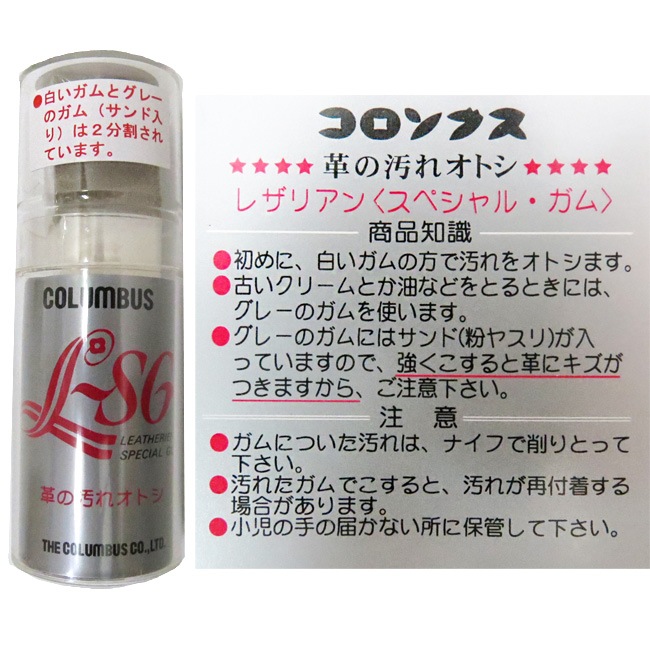 ●白いガムとグレー
のガム（サンド入
り）は２分割され
ています。
COLUMBUS
L-SG
SPECIAL
革の汚れオトシ
THE COLUMBUS CO.,LTD.
コロンブス
★★★★革の汚れオトシ★★★★
レザリアン〈スペシャル・ガム〉
商品知識
●初めに、白いガムの方で汚れをオトシます。
●古いクリームとか油などをとるときには、
グレーのガムを使います。
●グレーのガムにはサンド(粉ヤスリ)が入
っていますので、強くこすると革にキズが
つきますから、ご注意下さい。
注 意
●ガムについた汚れは、ナイフで削りとって
下さい。
●汚れたガムでこすると、汚れが再付着する
場合があります。
●小児の手の届かない所に保管して下さい。